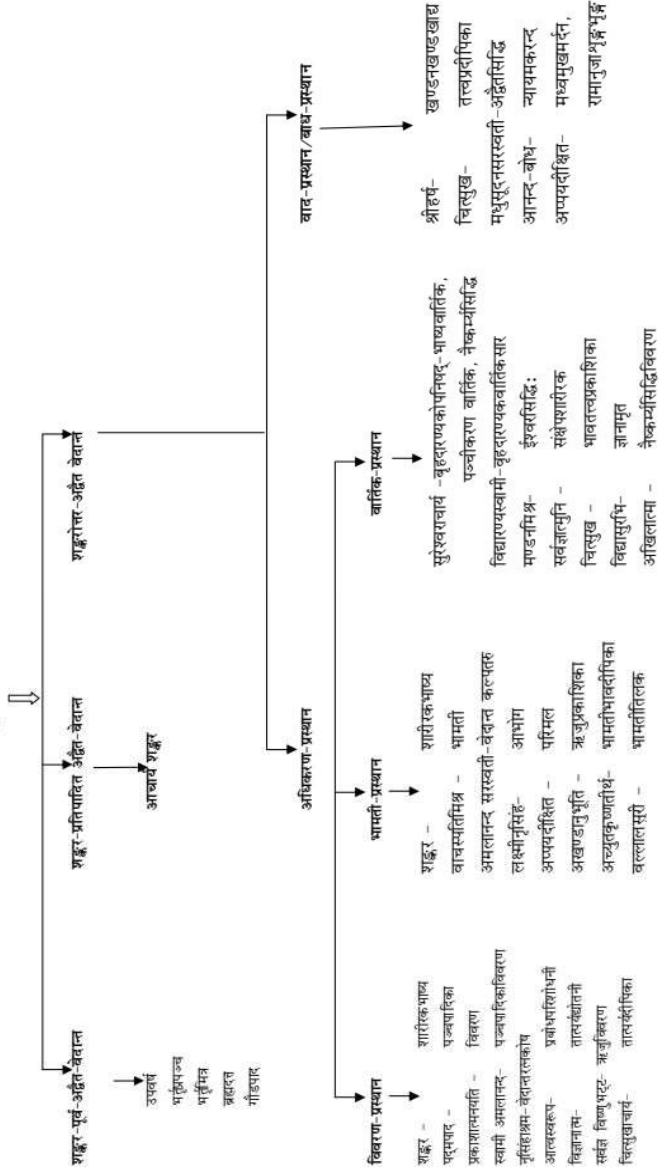 शङ्कर-पूर्व-अद्वैत-वेदान्त
उपवर्ष
भर्तृप्रपञ्च
भर्तृमित्र
ब्रह्मदत्त
गौडपाद
शङ्कर-प्रतिपादित अद्वैत-वेदान्त
आचार्य शङ्कर
शङ्करोत्तर-अद्वैत वेदान्त
अधिकरण-प्रस्थान
वाद-प्रस्थान/बाध-प्रस्थान
श्रीहर्ष- खण्डनखण्डखाद्य
चित्सुख- तत्त्वप्रदीपिका
मधुसूदनसरस्वती-अद्वैतसिद्धि
आनन्द-बोध- न्यायमकरन्द
अप्पयदीक्षित- मध्वमुखमर्दन,
रामानुजाशृङ्गभृङ्ग
विवरण-प्रस्थान
शङ्कर - शारीरकभाष्य
पद्मपाद - पञ्चपादिका
प्रकाशात्मनयति - विवरण
स्वामी अमलानन्द- पञ्चपादिकाविवरण
नृसिंहाश्रम-वेदान्तरत्नकोष
आत्वस्वरूप- प्रबोधपरिशोधनी
विज्ञानात्म- तात्पर्यद्योतनी
सर्वज्ञ विष्णुभट्ट- ऋजुविवरण
चित्सुखाचार्य- तात्पर्यदीपिका
भामती-प्रस्थान
शङ्कर - शारीरकभाष्य
वाचस्पतिमिश्र - भामती
अमलानन्द सरस्वती-वेदान्त कल्पतरु
लक्ष्मीनृसिंह- आभोग
अप्पयदीक्षित - परिमल
अखण्डानुभूति - ऋजुप्रकाशिका
अच्युतकृष्णतीर्थ- भामतीभावदीपिका
वल्लालसूरी - भामतीतिलक
वार्तिक-प्रस्थान
सुरेश्वराचार्य -बृहदारण्यकोपनिषद्-भाष्यवार्तिक,
पञ्चीकरण वार्तिक, नैष्कर्म्यसिद्धि
विद्यारण्यस्वामी-बृहदारण्यकवार्तिकसार
मण्डनमिश्र- ईश्वरसिद्धि:
सर्वज्ञात्मुनि - संक्षेपशारीरक
चित्सुख - भावतत्त्वप्रकाशिका
विद्यासुरभि- ज्ञानामृत
अखिलात्मा - नैष्कर्म्यसिद्धिविवरण